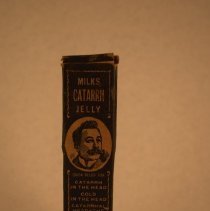 MILKS
CATARRH
JELLY
CATARRH
IN THE HEAD
COLD
IN THE HEAD
CATARRHAL